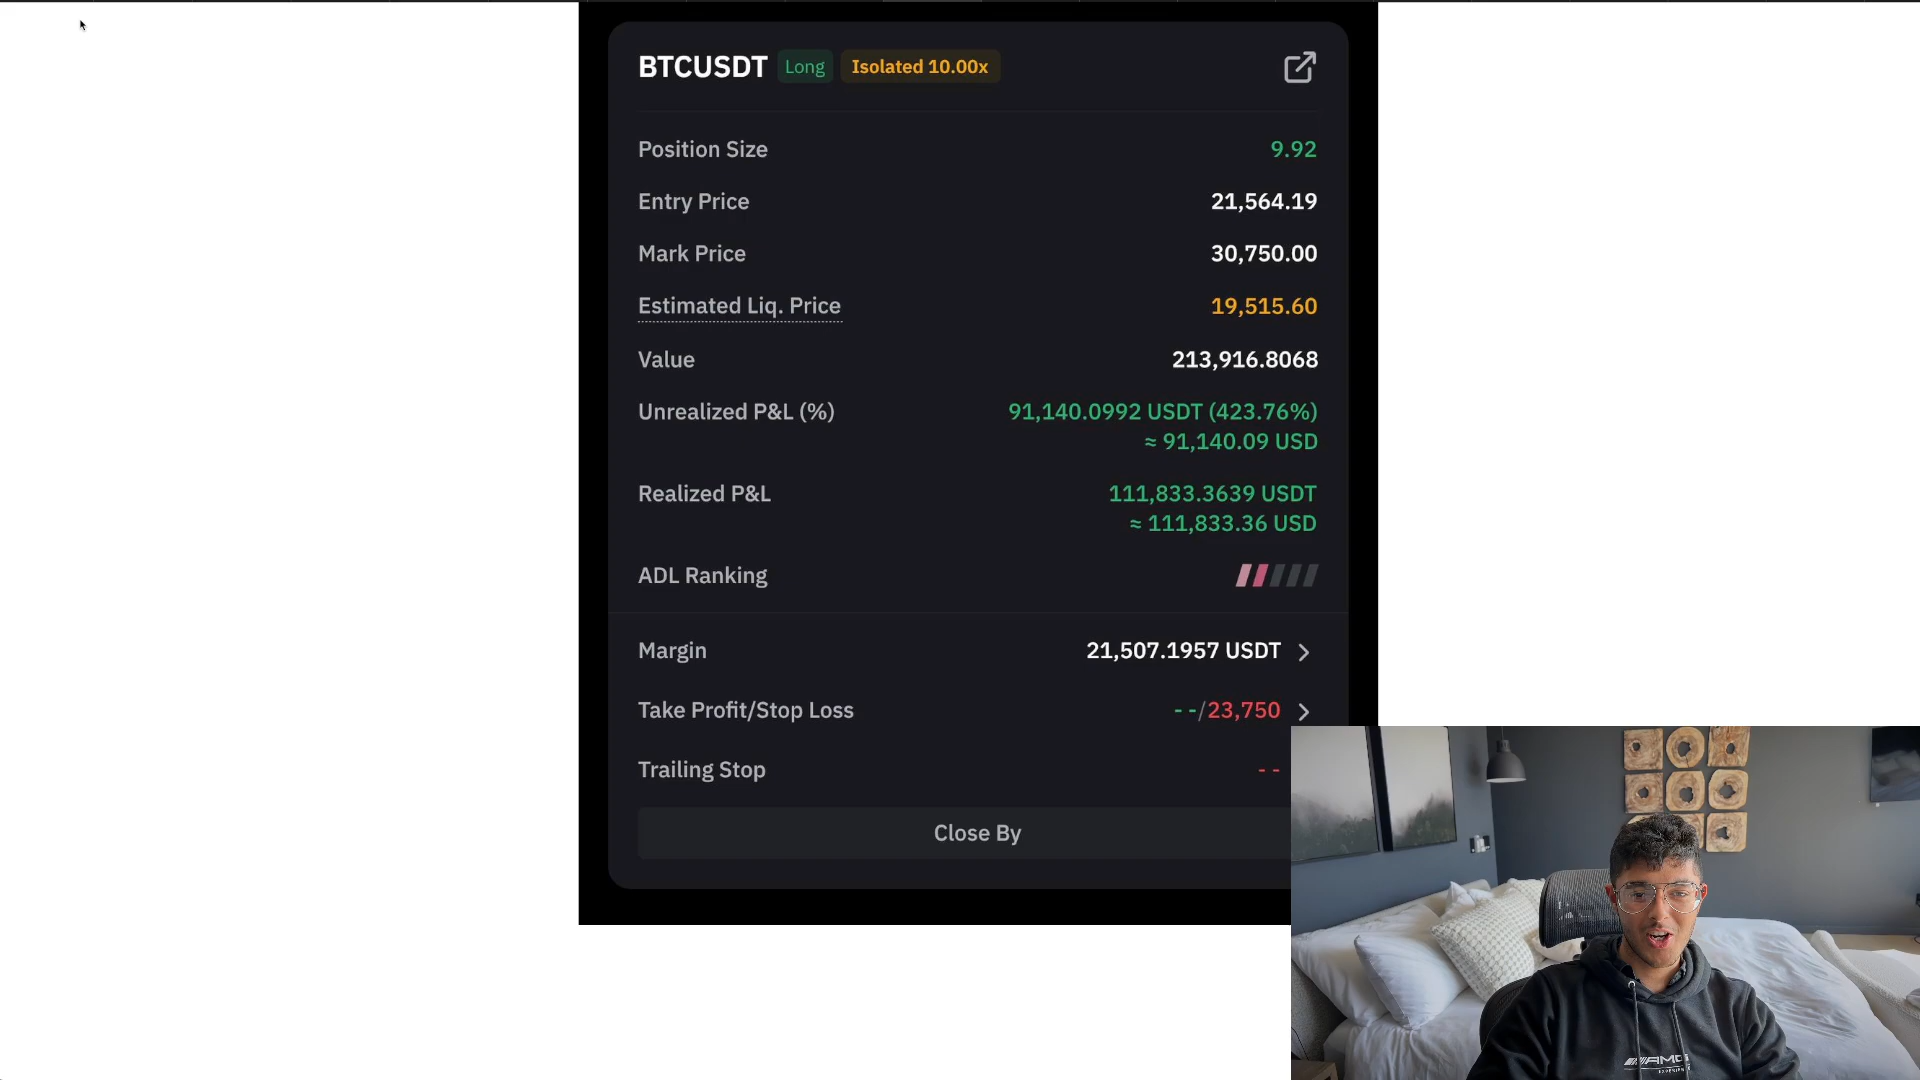 BTCUSDT Long Isolated 10.00x
Position Size 9.92
Entry Price 21,564.19
Mark Price 30,750.00
Estimated Liq. Price 19,515.60
Value 213,916.8068
Unrealized P&L (%) 91,140.0992 USDT (423.76%)
≈ 91,140.09 USD
Realized P&L 111,833.3639 USDT
≈ 111,833.36 USD
ADL Ranking
Margin 21,507.1957 USDT
Take Profit/Stop Loss - -/23,750
Trailing Stop - -
Close By
AMG
EXPERIENCE